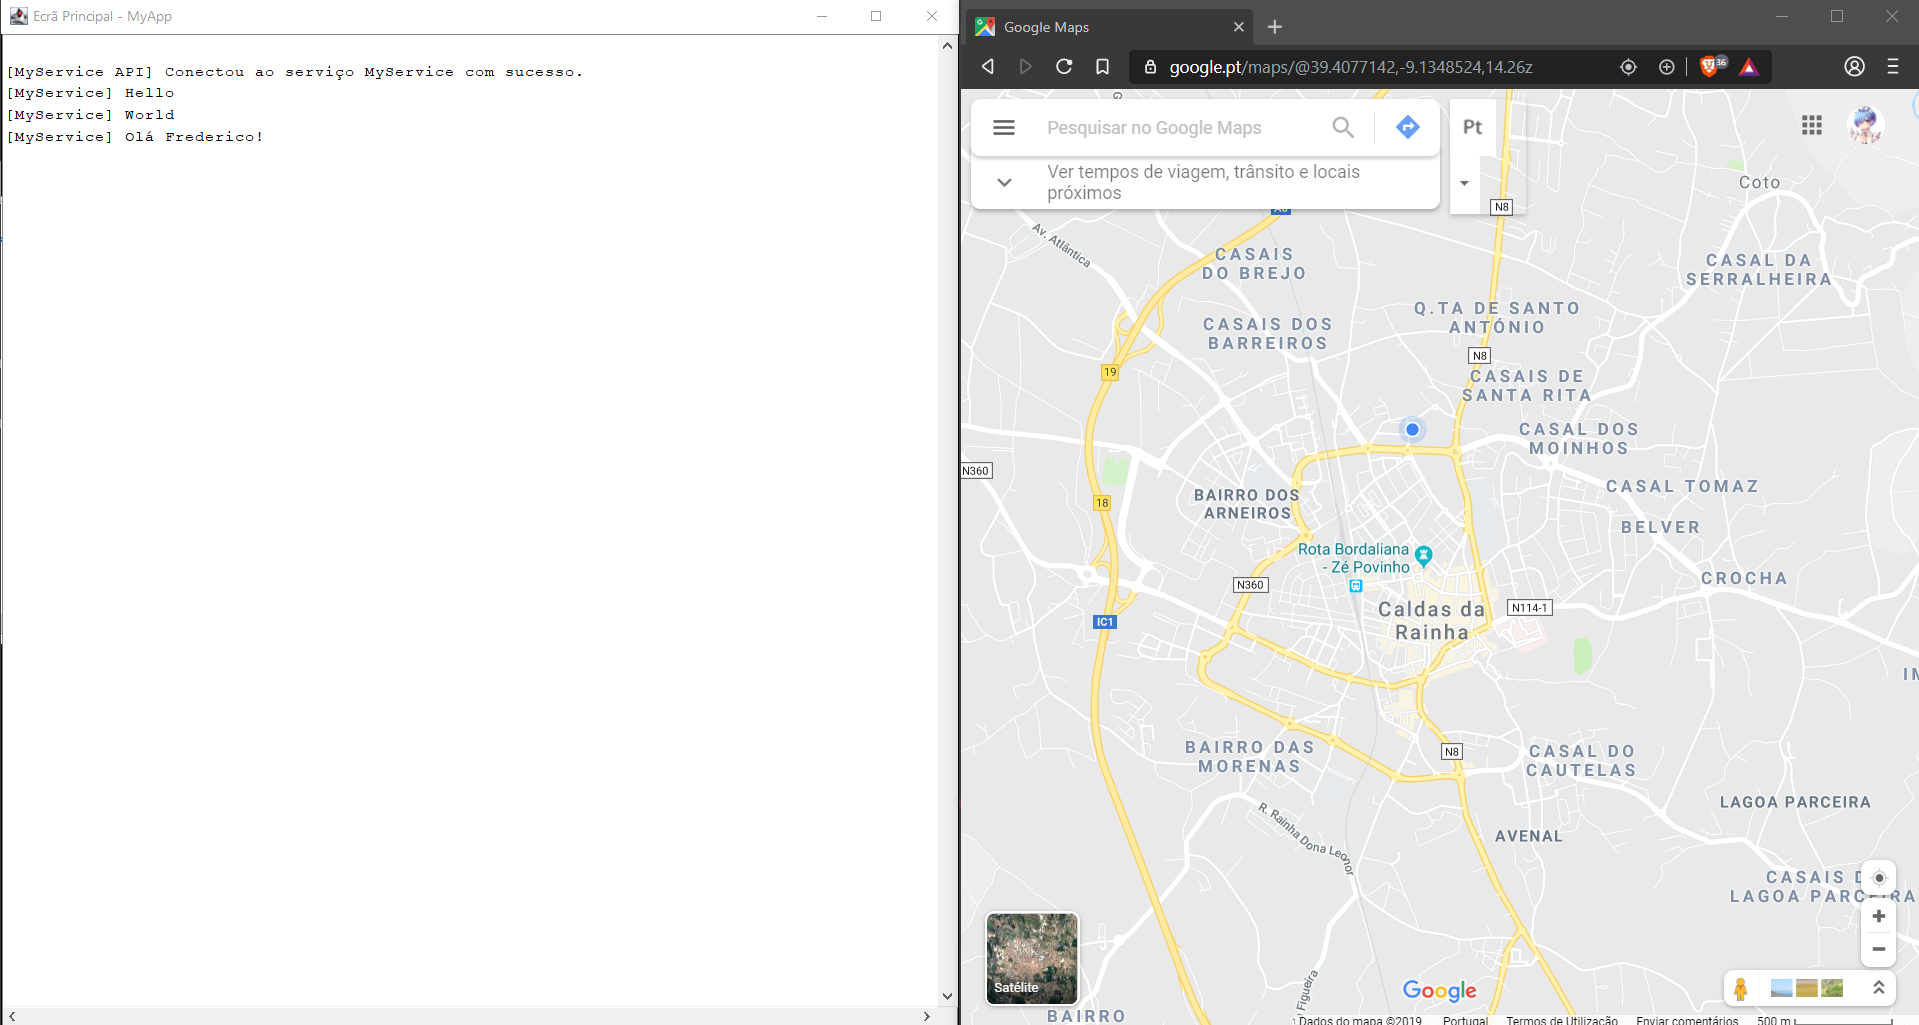 Ecrã Principal - MyApp
[MyService API] Conectou ao serviço MyService com sucesso.
[MyService] Hello
[MyService] World
[MyService] Olá Frederico!
Google Maps
google.pt/maps/@39.4077142,-9.1348524,14.26z
36
Pesquisar no Google Maps
Pt
Ver tempos de viagem, trânsito e locais
próximos
Coto
N8
Av. Atlântica
CASAIS
DO BREJO
CASAL DA
SERRALHEIRA
Q.TA DE SANTO
ANTÓNIO
CASAIS DOS
BARREIROS
N8
19
CASAIS DE
SANTA RITA
CASAL DOS
MOINHOS
N360
CASAL TOMAZ
18
BAIRRO DOS
ARNEIROS
BELVER
Rota Bordaliana
- Zé Povinho
CROCHA
N360
Caldas da
Rainha
N114-1
IC1
BAIRRO DAS
MORENAS
N8
CASAL DO
CAUTELAS
LAGOA PARCEIRA
R. Rainha Dona Leonor
AVENAL
CASAIS D
LAGOA PARCEIRA
Satélite
Figueira
Google
BAIRRO
Dados do mapa ©2019
Portugal
Termos de Utilização
Enviar comentários
500 m